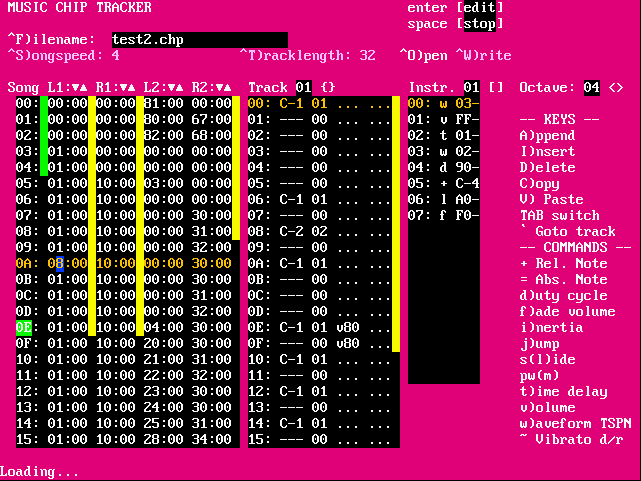 MUSIC CHIP TRACKER enter [edit]
space [stop]
^F)ilename: test2.chp
^S)ongspeed: 4 ^T)racklength: 32 ^O)pen ^W)rite
Song L1:▼▲ R1:▼▲ L2:▼▲ R2:▼▲ Track 01 {} Instr. 01 [] Octave: 04 <>
00: 00:00 00:00 81:00 00:00 00: C-1 01 ... ... 00: w 03-
01: 00:00 00:00 80:00 67:00 01: --- 00 ... ... 01: v FF- -- KEYS --
02: 00:00 00:00 82:00 68:00 02: --- 00 ... ... 02: t 01- A)ppend
03: 00:00 00:00 00:00 00:00 03: --- 00 ... ... 03: w 02- I)nsert
04: 01:00 00:00 00:00 00:00 04: --- 00 ... ... 04: d 90- D)elete
05: 01:00 10:00 03:00 00:00 05: --- 00 ... ... 05: + C-4 C)opy
06: 01:00 10:00 00:00 00:00 06: C-1 01 ... ... 06: l A0- V) Paste
07: 01:00 10:00 00:00 30:00 07: --- 00 ... ... 07: f F0- TAB switch
08: 01:00 10:00 00:00 31:00 08: C-2 02 ... ... ` Goto track
09: 01:00 10:00 00:00 32:00 09: --- 00 ... ... -- COMMANDS --
0A: 08:00 10:00 00:00 30:00 0A: C-1 01 ... ... + Rel. Note
0B: 01:00 10:00 00:00 30:00 0B: --- 00 ... ... = Abs. Note
0C: 01:00 10:00 00:00 31:00 0C: --- 00 ... ... d)uty cycle
0D: 01:00 10:00 00:00 32:00 0D: --- 00 ... ... f)ade volume
0E: 01:00 10:00 04:00 30:00 0E: C-1 01 v80 ... i)nertia
0F: 01:00 10:00 20:00 30:00 0F: --- 00 v80 ... j)ump
10: 01:00 10:00 21:00 31:00 10: C-1 01 ... ... s(l)ide
11: 01:00 10:00 22:00 32:00 11: --- 00 ... ... pw(m)
12: 01:00 10:00 23:00 30:00 12: C-1 01 ... ... t)ime delay
13: 01:00 10:00 24:00 30:00 13: --- 00 ... ... v)olume
14: 01:00 10:00 25:00 31:00 14: C-1 01 ... ... w)aveform TSPN
15: 01:00 10:00 28:00 34:00 15: --- 00 ... ... ~ Vibrato d/r
Loading...